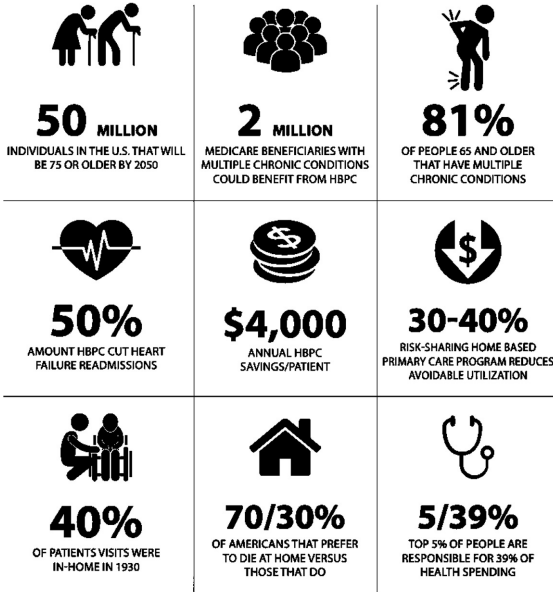 50 MILLION
INDIVIDUALS IN THE U.S. THAT WILL
BE 75 OR OLDER BY 2050
2 MILLION
MEDICARE BENEFICIARIES WITH
MULTIPLE CHRONIC CONDITIONS
COULD BENEFIT FROM HBPC
81%
OF PEOPLE 65 AND OLDER
THAT HAVE MULTIPLE
CHRONIC CONDITIONS
50%
AMOUNT HBPC CUT HEART
FAILURE READMISSIONS
$
$4,000
ANNUAL HBPC
SAVINGS/PATIENT
$
30-40%
RISK-SHARING HOME BASED
PRIMARY CARE PROGRAM REDUCES
AVOIDABLE UTILIZATION
40%
OF PATIENTS VISITS WERE
IN-HOME IN 1930
70/30%
OF AMERICANS THAT PREFER
TO DIE AT HOME VERSUS
THOSE THAT DO
5/39%
TOP 5% OF PEOPLE ARE
RESPONSIBLE FOR 39% OF
HEALTH SPENDING